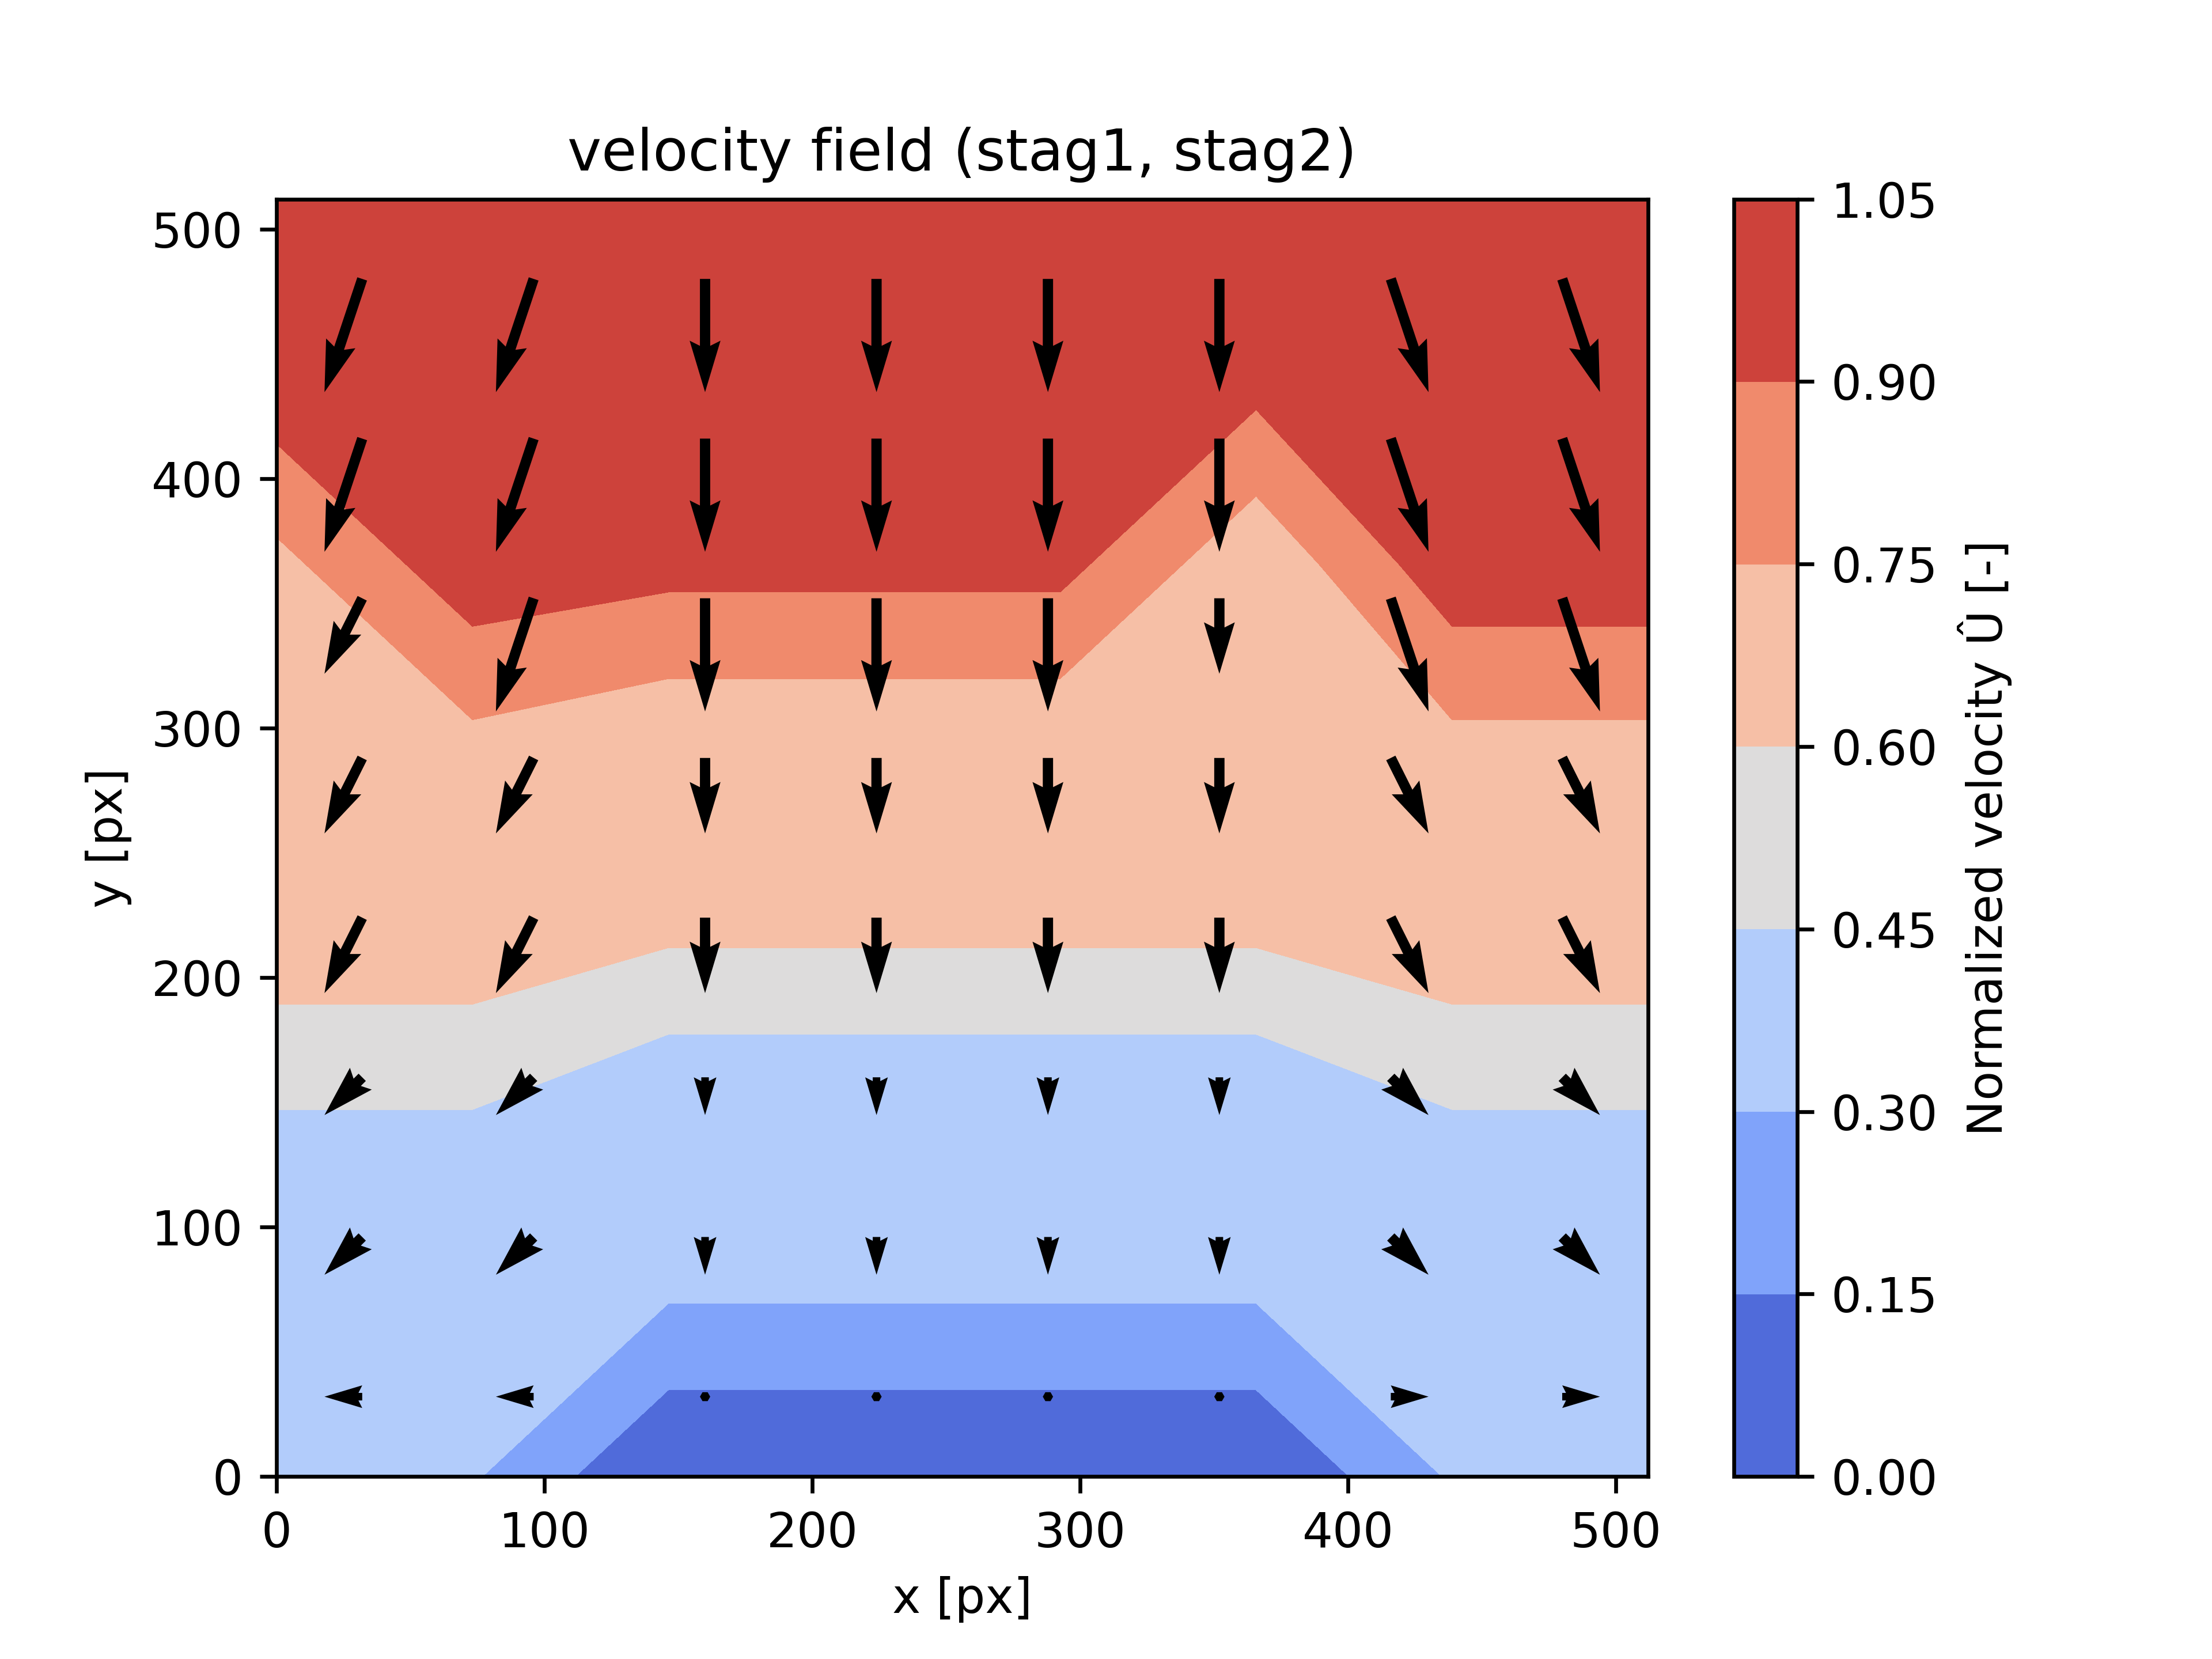 velocity field (stag1, stag2)
500
400
300
200
100
0
y [px]
0 100 200 300 400 500
x [px]
1.05
0.90
0.75
0.60
0.45
0.30
0.15
0.00
Normalized velocity Û [-]